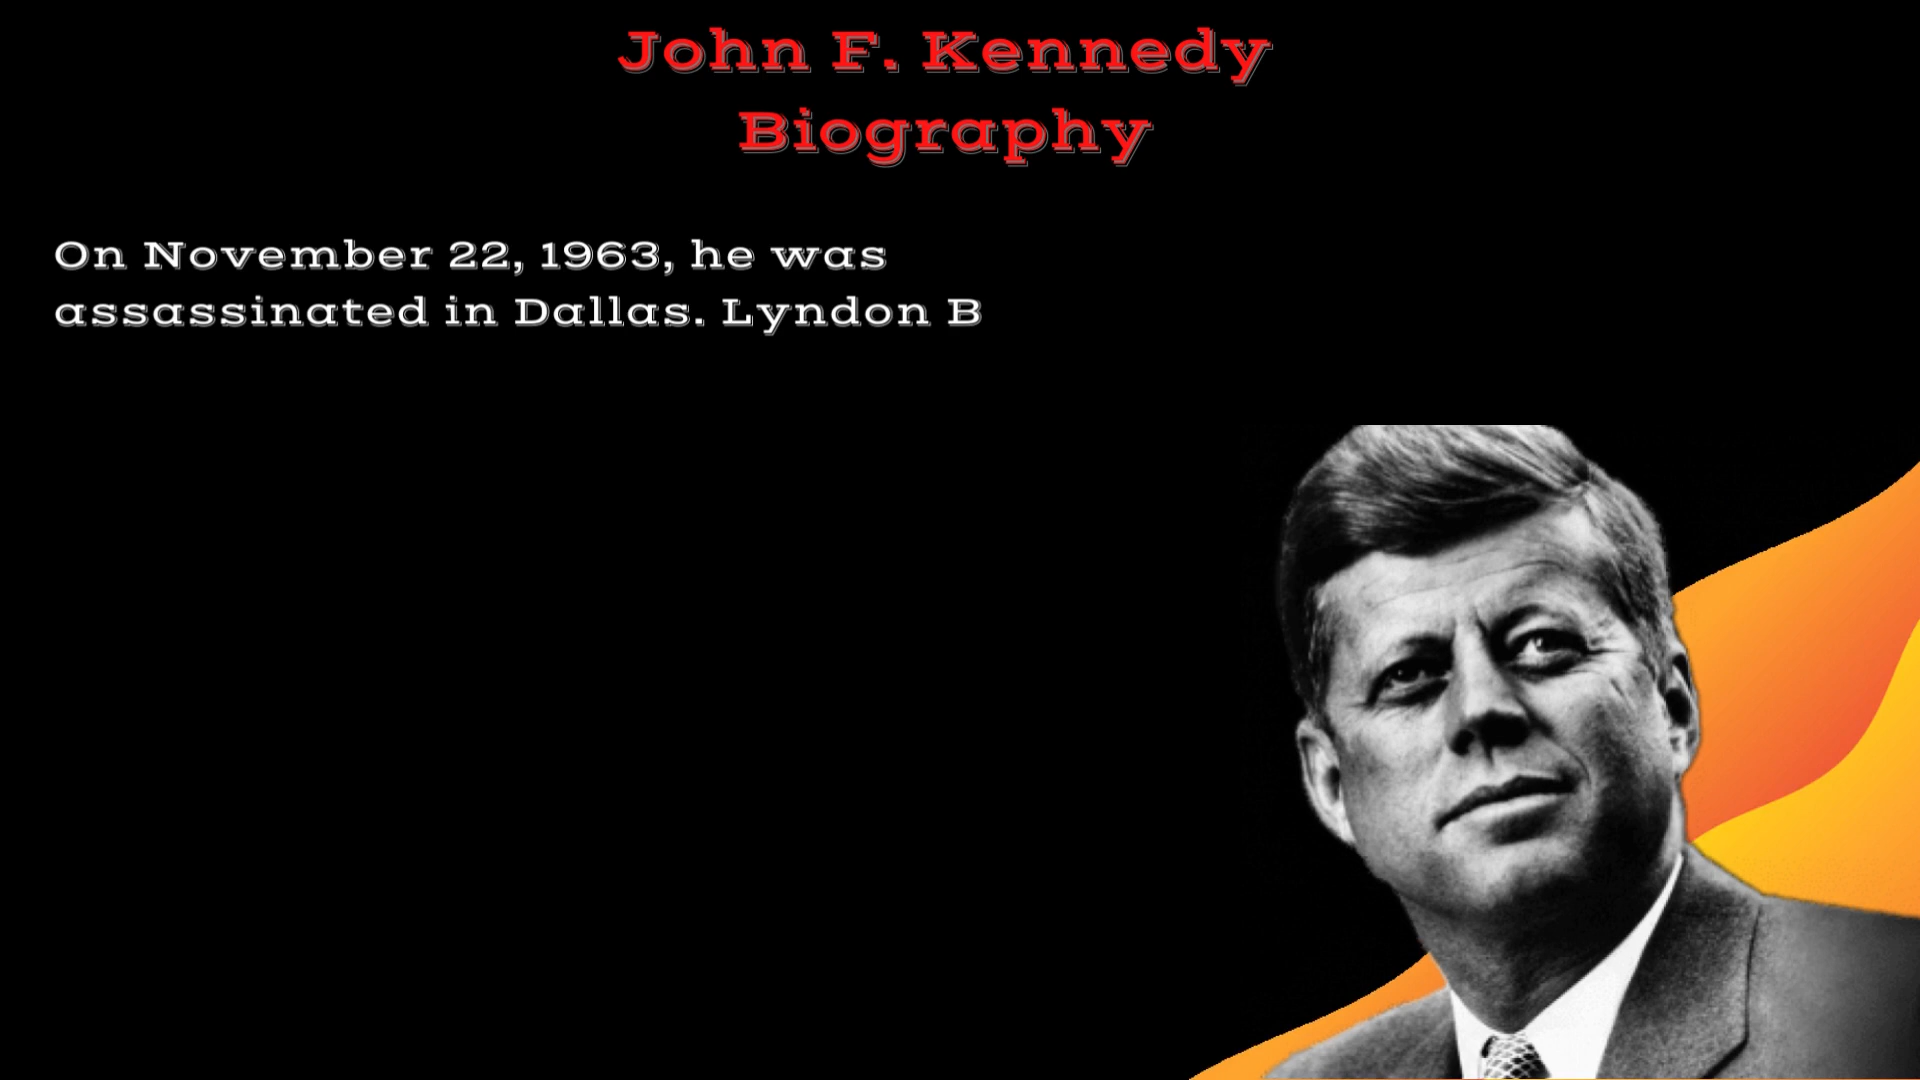 John F. Kennedy
Biography
On November 22, 1963, he was
assassinated in Dallas. Lyndon B